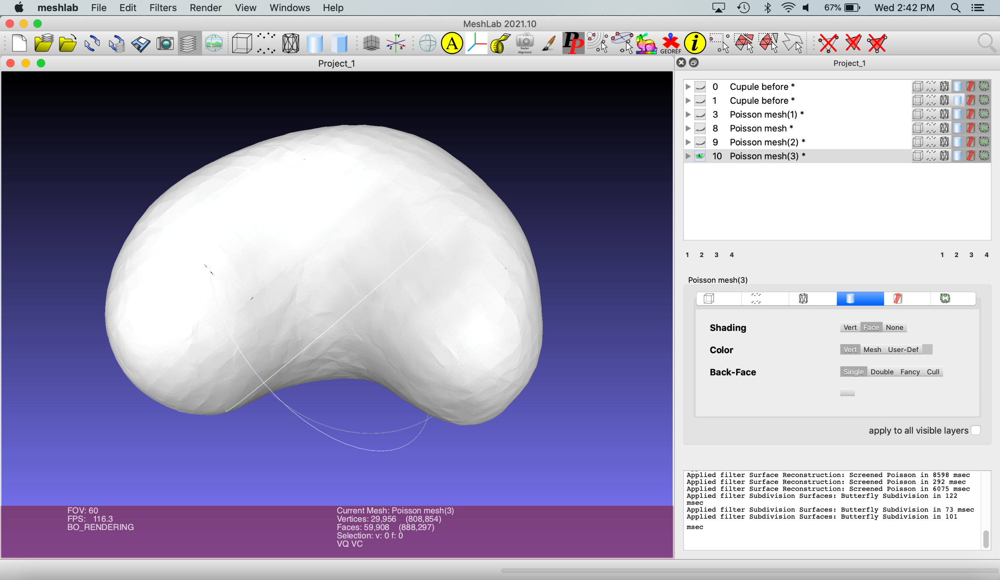 meshlab File Edit Filters Render View Windows Help 67% Wed 2:42 PM
MeshLab 2021.10
A Raster Alignment PP GEOREF i
Y Z X
Project_1
Project_1
0 Cupule before *
1 Cupule before *
3 Poisson mesh(1) *
8 Poisson mesh *
9 Poisson mesh(2) *
10 Poisson mesh(3) *
1 2 3 4 1 2 3 4
Poisson mesh(3)
Shading Vert Face None
Color Vert Mesh User-Def
Back-Face Single Double Fancy Cull
apply to all visible layers
Applied filter Surface Reconstruction: Screened Poisson in 8598 msec
Applied filter Surface Reconstruction: Screened Poisson in 292 msec
Applied filter Surface Reconstruction: Screened Poisson in 6075 msec
Applied filter Subdivision Surfaces: Butterfly Subdivision in 122
msec
Applied filter Subdivision Surfaces: Butterfly Subdivision in 73 msec
Applied filter Subdivision Surfaces: Butterfly Subdivision in 101
msec
FOV: 60
FPS: 116.3
BO_RENDERING
Current Mesh: Poisson mesh(3)
Vertices: 29,956 (808,854)
Faces: 59,908 (888,297)
Selection: v: 0 f: 0
VQ VC